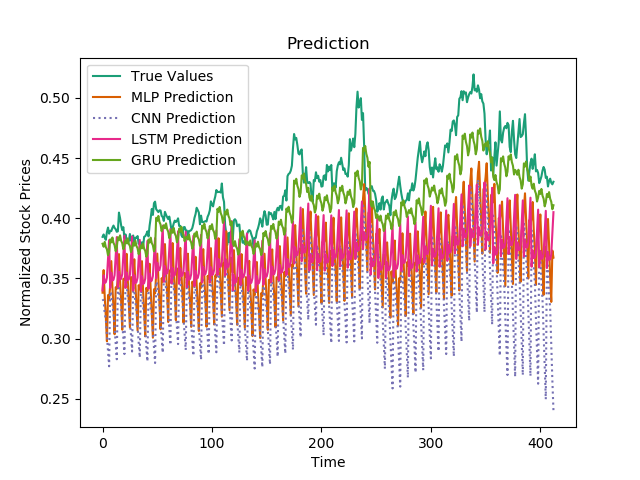 Prediction
True Values
MLP Prediction
CNN Prediction
LSTM Prediction
GRU Prediction
Normalized Stock Prices
0.50
0.45
0.40
0.35
0.30
0.25
0
100
200
300
400
Time